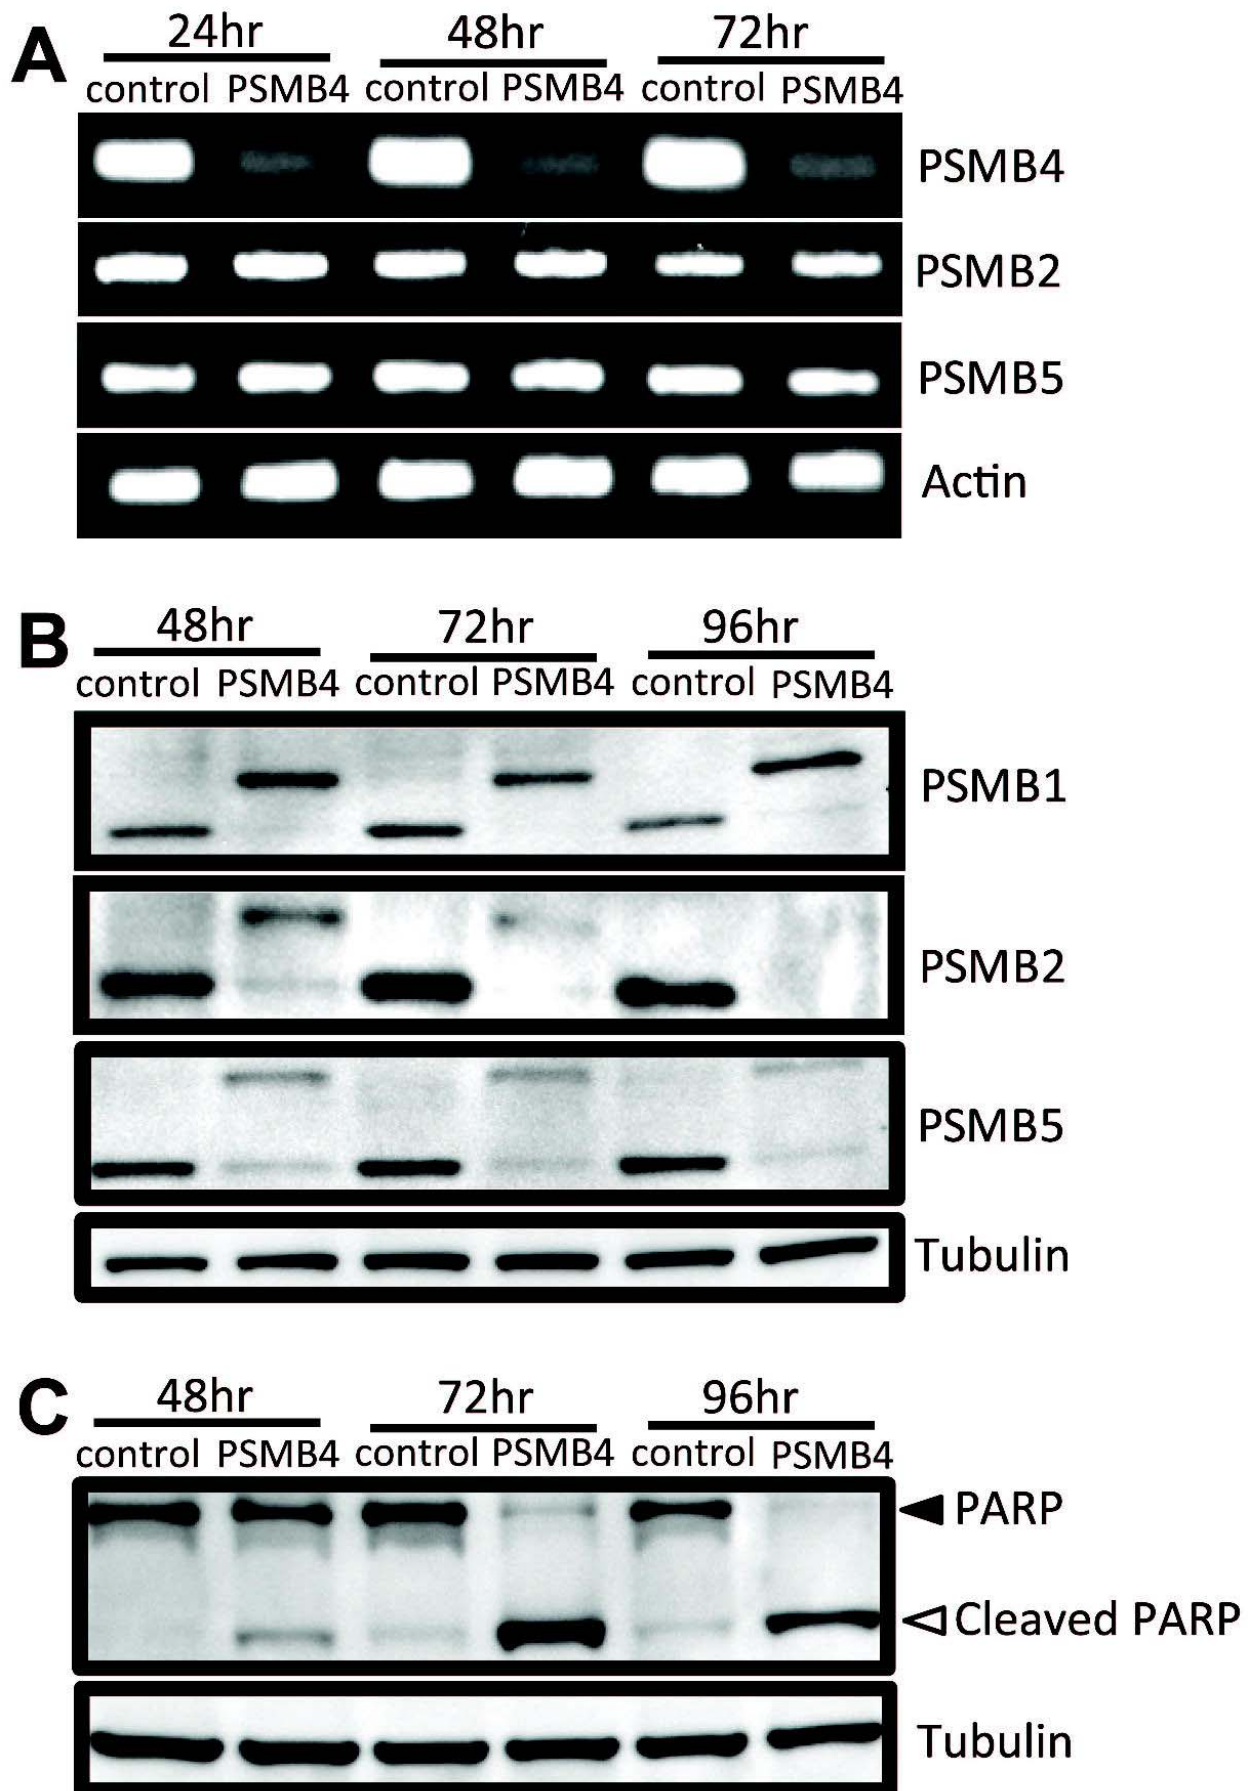 A
24hr 48hr 72hr
control PSMB4 control PSMB4 control PSMB4
PSMB4
PSMB2
PSMB5
Actin
B
48hr 72hr 96hr
control PSMB4 control PSMB4 control PSMB4
PSMB1
PSMB2
PSMB5
Tubulin
C
48hr 72hr 96hr
control PSMB4 control PSMB4 control PSMB4
PARP
Cleaved PARP
Tubulin